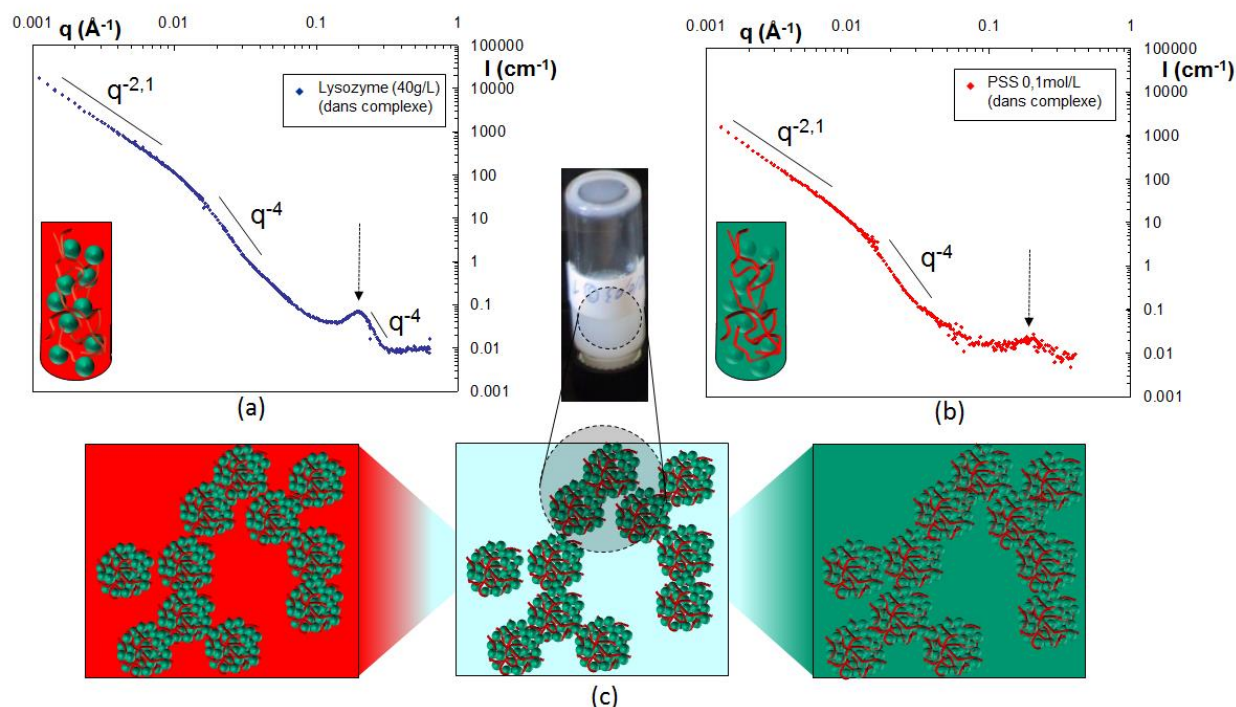 0.001 0.01 0.1 1
q (Å⁻¹)
100000
I (cm⁻¹)
10000
1000
100
10
1
0.1
0.01
0.001
Lysozyme (40g/L)
(dans complexe)
q⁻²,¹
q⁻⁴
q⁻⁴
(a)
0.001 0.01 0.1 1
q (Å⁻¹)
100000
I (cm⁻¹)
10000
1000
100
10
1
0.1
0.01
0.001
PSS 0,1mol/L
(dans complexe)
q⁻²,¹
q⁻⁴
(b)
(c)